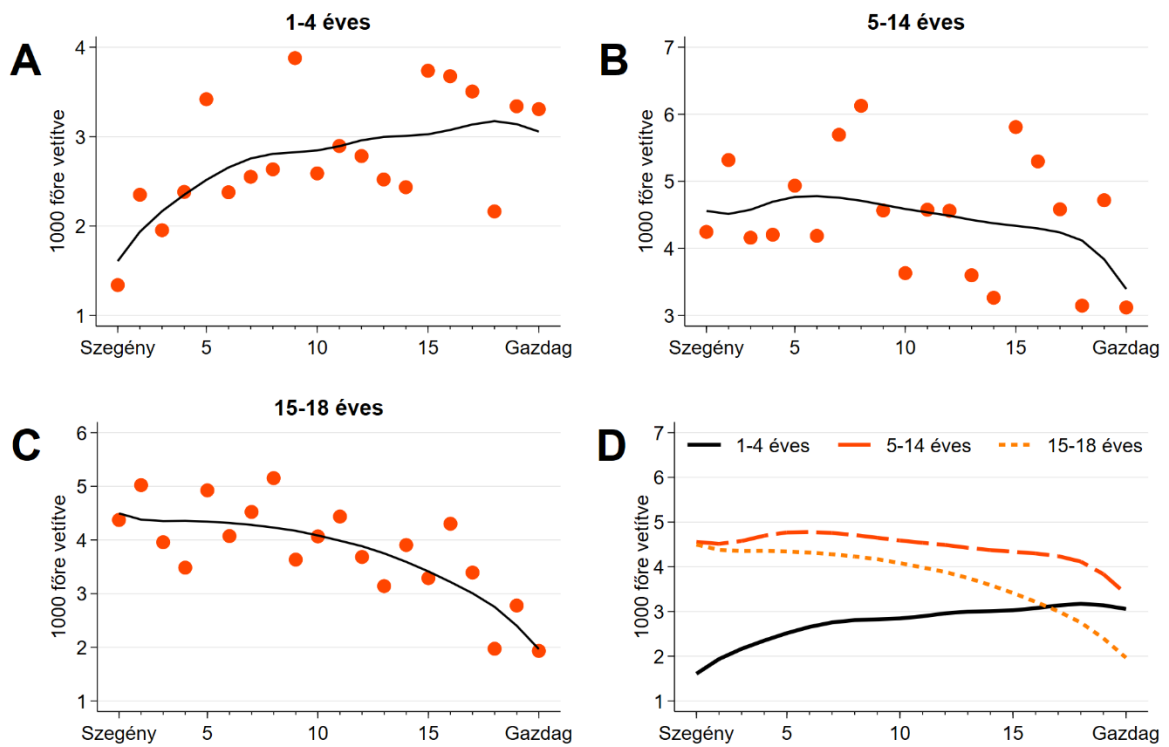 A
1-4 éves
1000 főre vetítve
4
3
2
1
Szegény 5 10 15 Gazdag
B
5-14 éves
1000 főre vetítve
7
6
5
4
3
Szegény 5 10 15 Gazdag
C
15-18 éves
1000 főre vetítve
6
5
4
3
2
1
Szegény 5 10 15 Gazdag
D
1-4 éves 5-14 éves 15-18 éves
1000 főre vetítve
7
6
5
4
3
2
1
Szegény 5 10 15 Gazdag